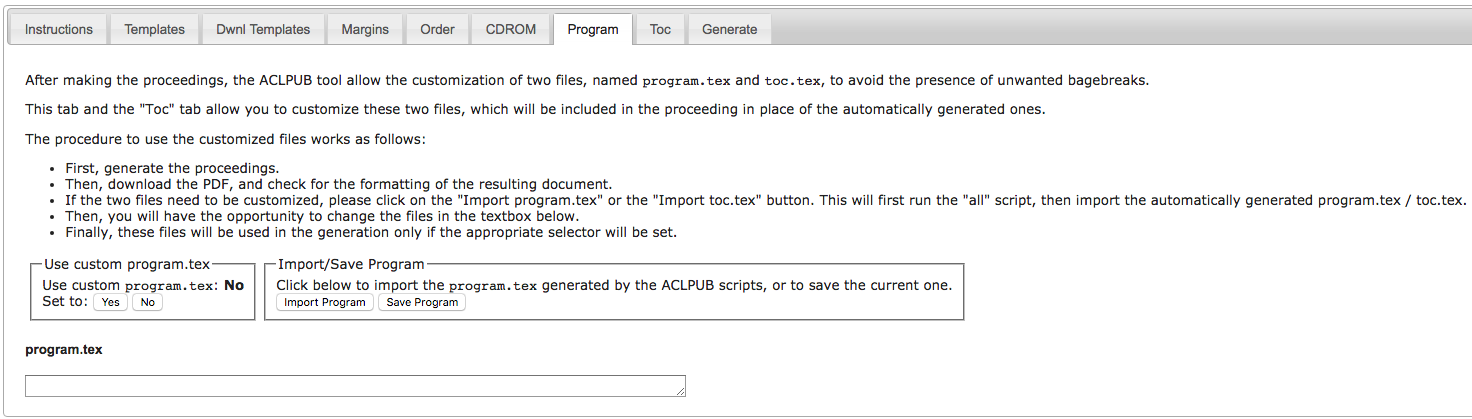 Instructions Templates Dwnl Templates Margins Order CDROM Program Toc Generate
After making the proceedings, the ACLPUB tool allow the customization of two files, named program.tex and toc.tex, to avoid the presence of unwanted bagebreaks.
This tab and the "Toc" tab allow you to customize these two files, which will be included in the proceeding in place of the automatically generated ones.
The procedure to use the customized files works as follows:
• First, generate the proceedings.
• Then, download the PDF, and check for the formatting of the resulting document.
• If the two files need to be customized, please click on the "Import program.tex" or the "Import toc.tex" button. This will first run the "all" script, then import the automatically generated program.tex / toc.tex.
• Then, you will have the opportunity to change the files in the textbox below.
• Finally, these files will be used in the generation only if the appropriate selector will be set.
Use custom program.tex
Use custom program.tex: No
Set to: Yes No
Import/Save Program
Click below to import the program.tex generated by the ACLPUB scripts, or to save the current one.
Import Program Save Program
program.tex